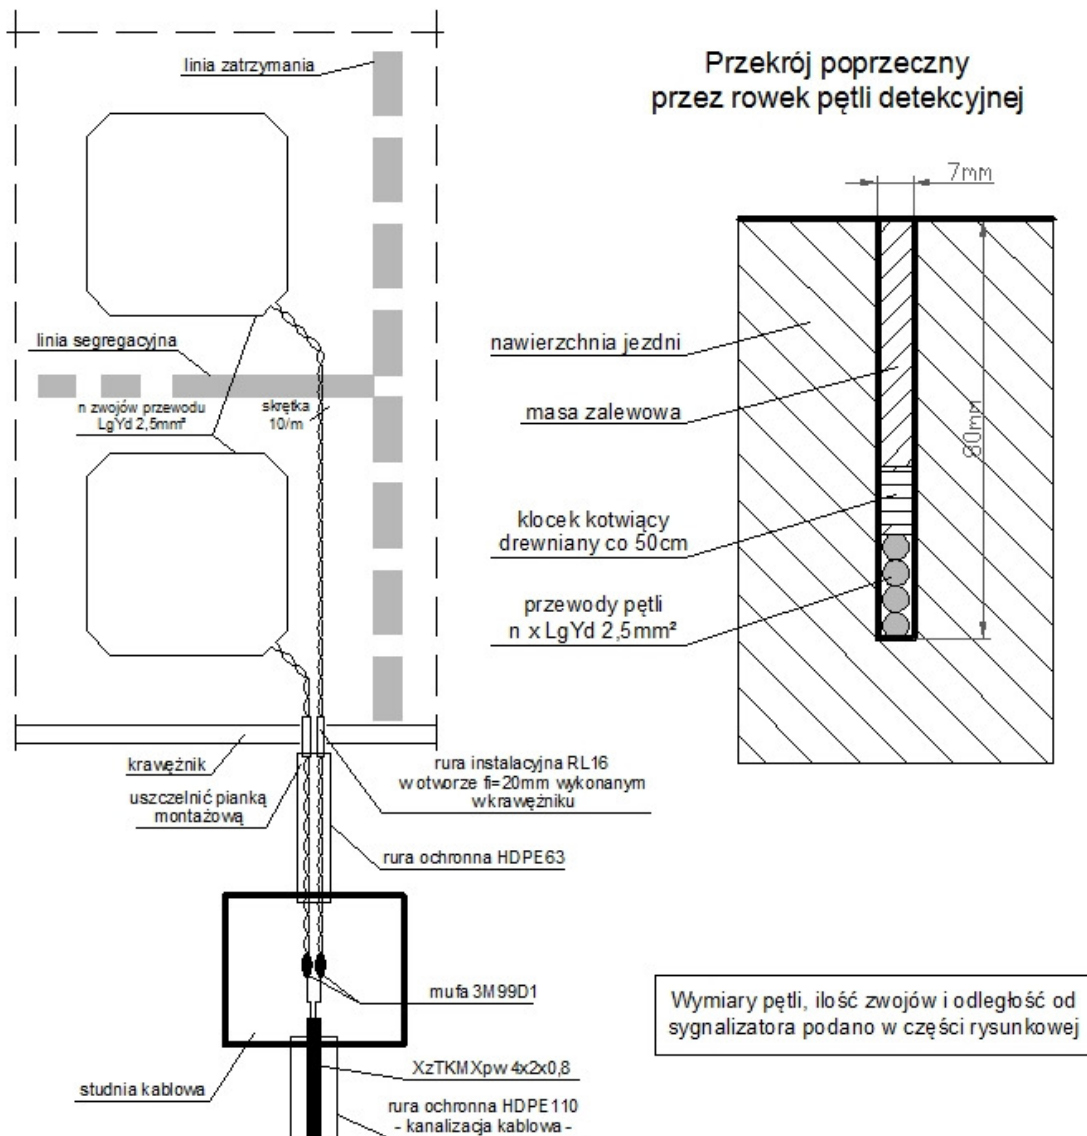 linia zatrzymania
Przekrój poprzeczny
przez rowek pętli detekcyjnej
7mm
linia segregacyjna
nawierzchnia jezdni
n zwojów przewodu
LgYd 2,5mm²
skrętka
10/m
masa zalewowa
80mm
klocek kotwiący
drewniany co 50cm
przewody pętli
n x LgYd 2,5mm²
krawężnik
rura instalacyjna RL16
w otworze fi=20mm wykonanym
w krawężniku
uszczelnić pianką
montażową
rura ochronna HDPE63
mufa 3M 99D1
Wymiary pętli, ilość zwojów i odległość od
sygnalizatora podano w części rysunkowej
XzTKMXpw 4x2x0,8
studnia kablowa
rura ochronna HDPE110
- kanalizacja kablowa -